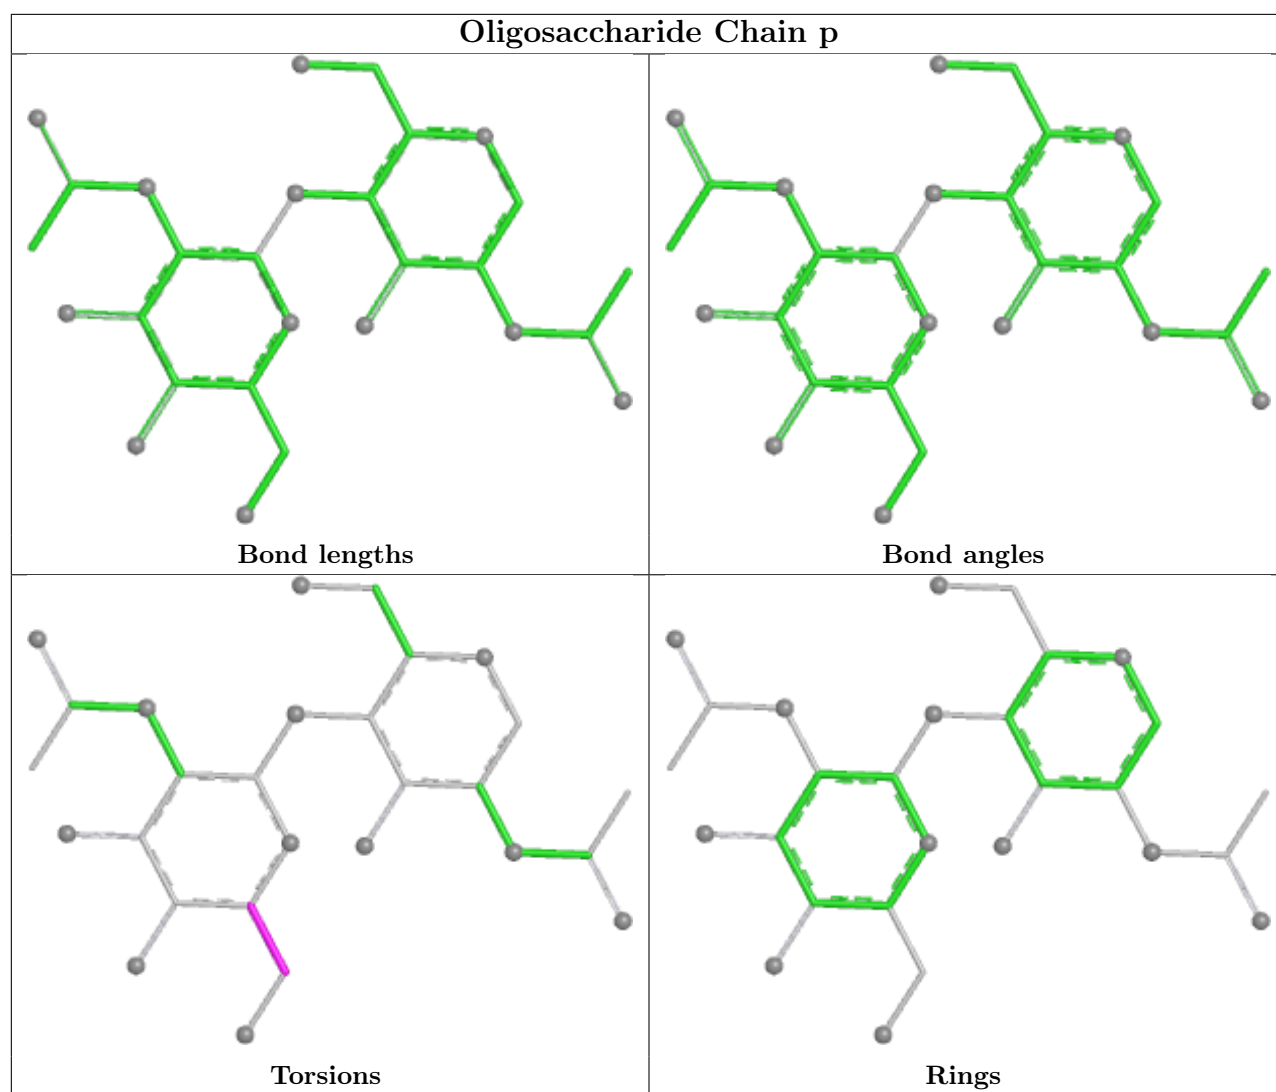 Oligosaccharide Chain p
Bond lengths
Bond angles
Torsions
Rings